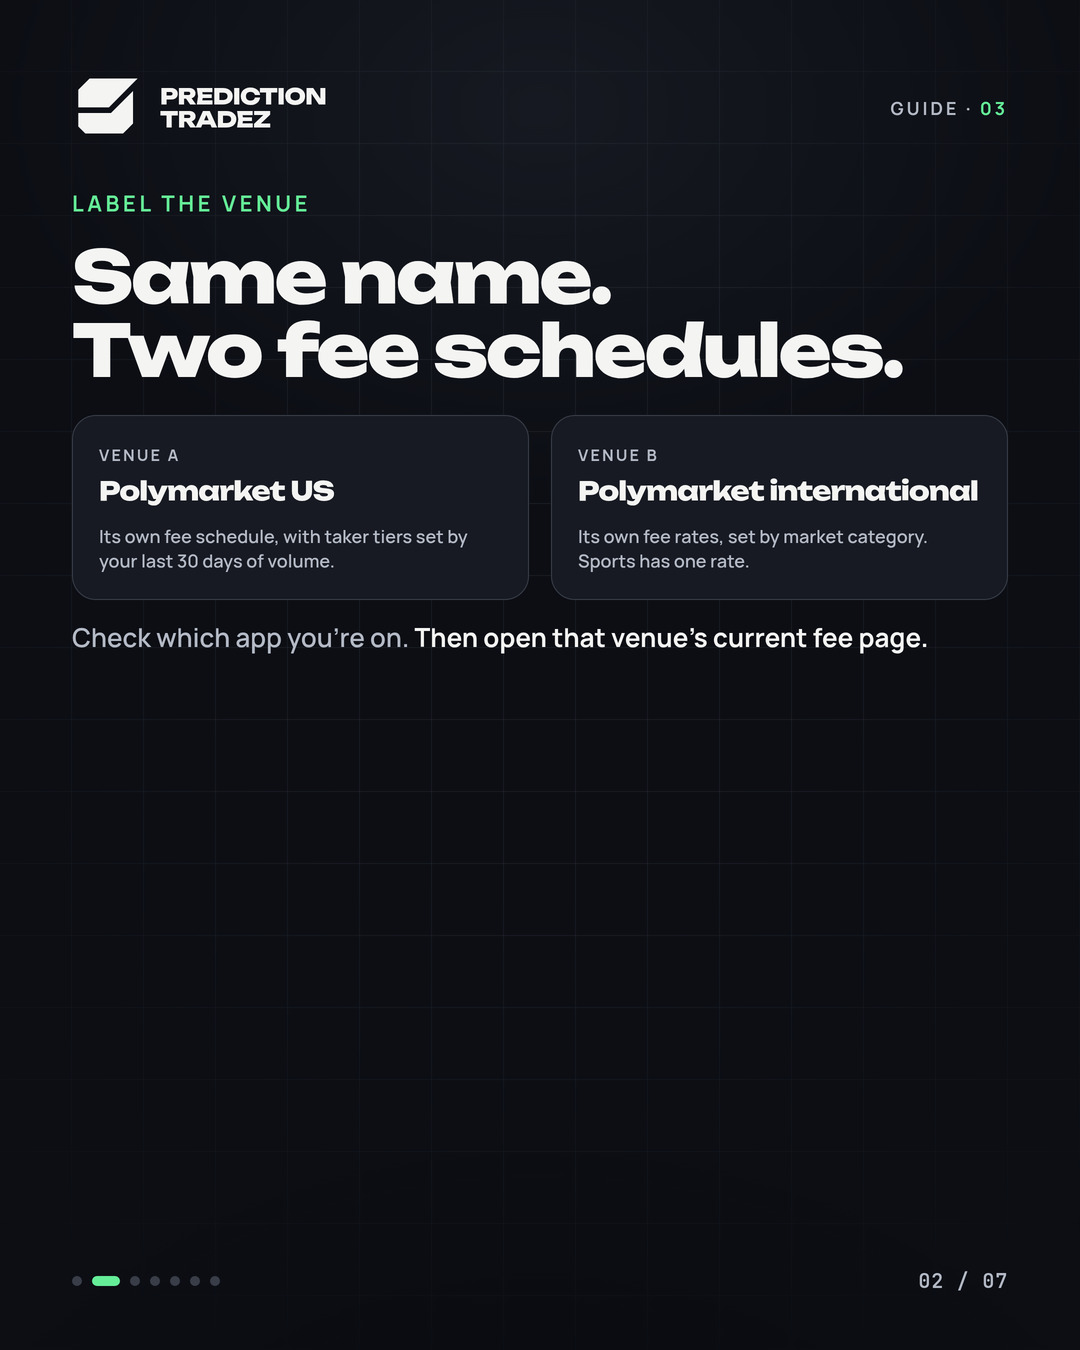 PREDICTION
TRADEZ
GUIDE · 03
LABEL THE VENUE
Same name.
Two fee schedules.
VENUE A
Polymarket US
Its own fee schedule, with taker tiers set by
your last 30 days of volume.
VENUE B
Polymarket international
Its own fee rates, set by market category.
Sports has one rate.
Check which app you’re on. Then open that venue’s current fee page.
02 / 07